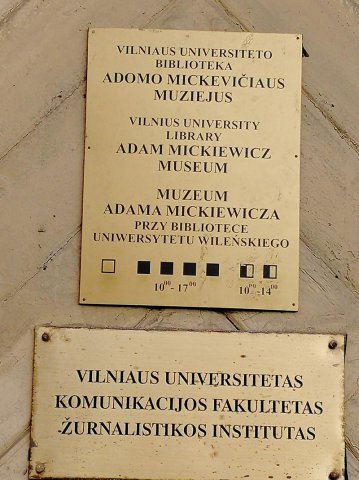 VILNIAUS UNIVERSITETO
BIBLIOTEKA
ADOMO MICKEVIČIAUS
MUZIEJUS
VILNIUS UNIVERSITY
LIBRARY
ADAM MICKIEWICZ
MUSEUM
MUZEUM
ADAMA MICKIEWICZA
PRZY BIBLIOTECE
UNIWERSYTETU WILEŃSKIEGO
10⁰⁰ - 17⁰⁰ 10⁰⁰ - 14⁰⁰
VILNIAUS UNIVERSITETAS
KOMUNIKACIJOS FAKULTETAS
ŽURNALISTIKOS INSTITUTAS